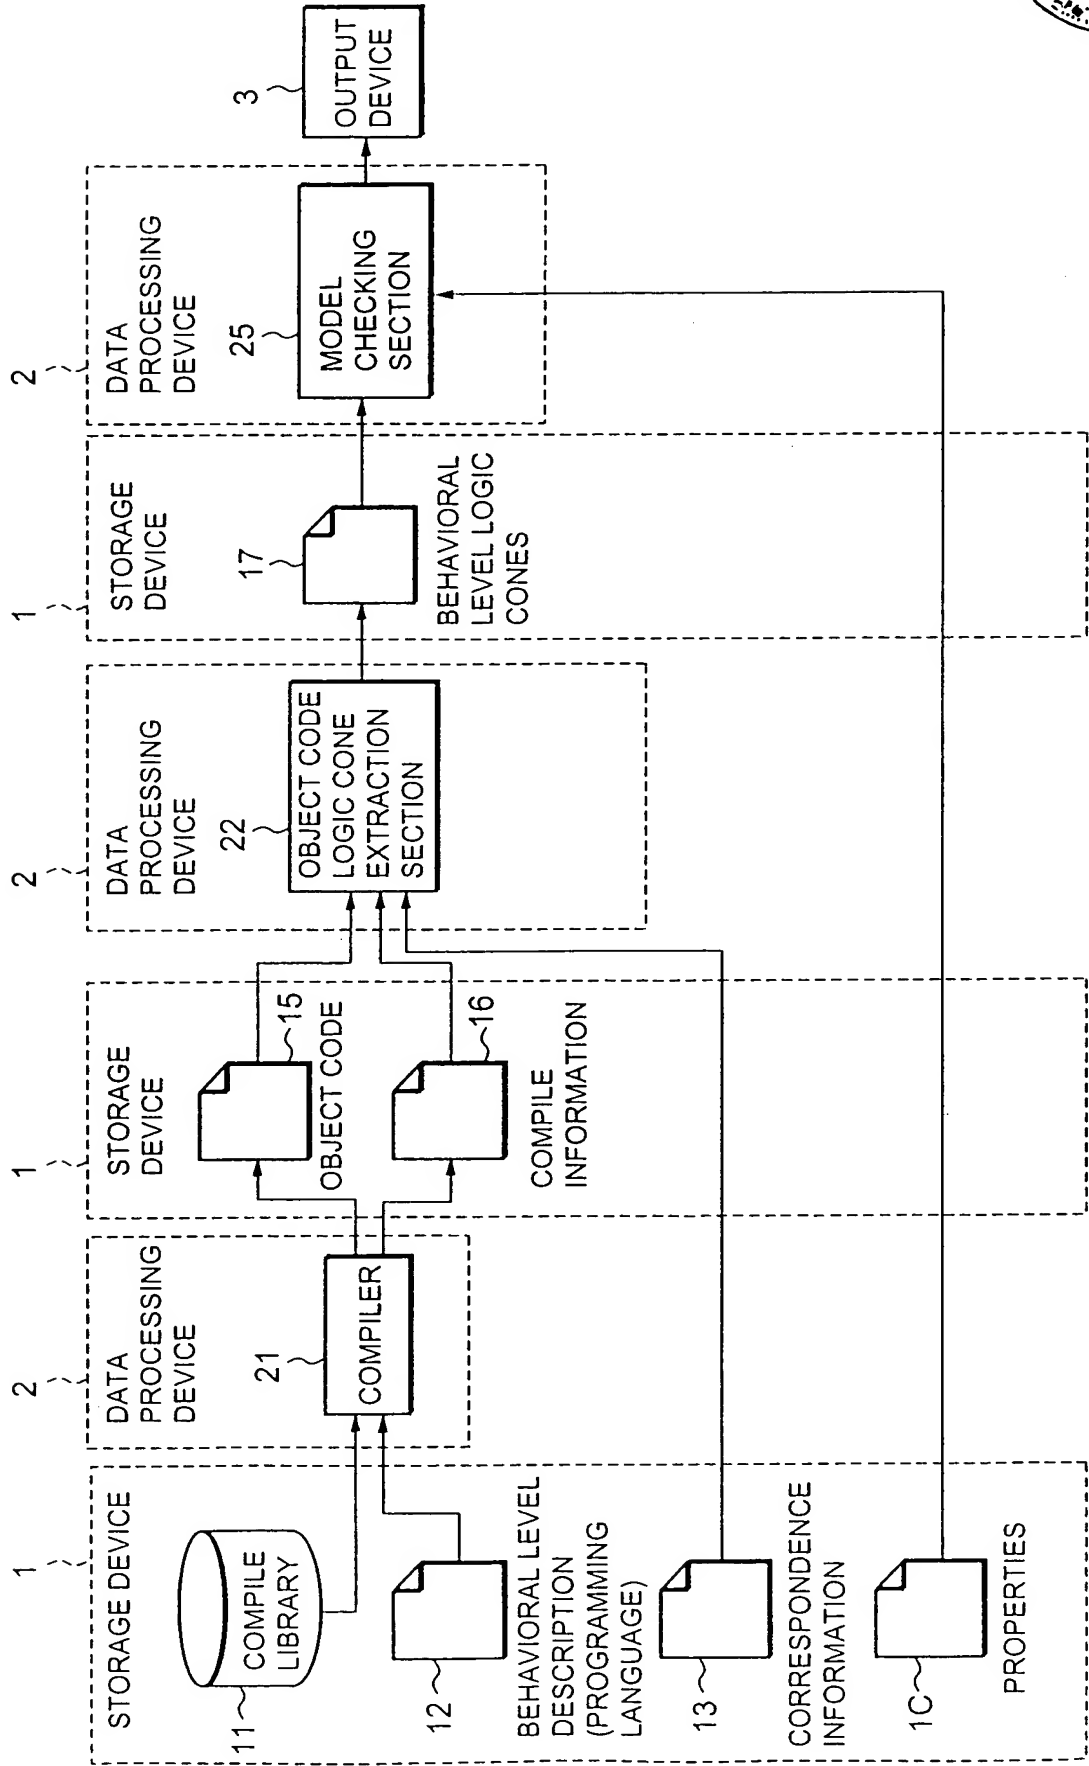 1
STORAGE DEVICE
11
COMPILE
LIBRARY
12
BEHAVIORAL LEVEL
DESCRIPTION
(PROGRAMMING
LANGUAGE)
13
CORRESPONDENCE
INFORMATION
1C
PROPERTIES
2
DATA
PROCESSING
DEVICE
21
COMPILER
1
STORAGE
DEVICE
15
OBJECT CODE
16
COMPILE
INFORMATION
2
DATA
PROCESSING
DEVICE
22
OBJECT CODE
LOGIC CONE
EXTRACTION
SECTION
1
STORAGE
DEVICE
17
BEHAVIORAL
LEVEL LOGIC
CONES
2
DATA
PROCESSING
DEVICE
25
MODEL
CHECKING
SECTION
3
OUTPUT
DEVICE